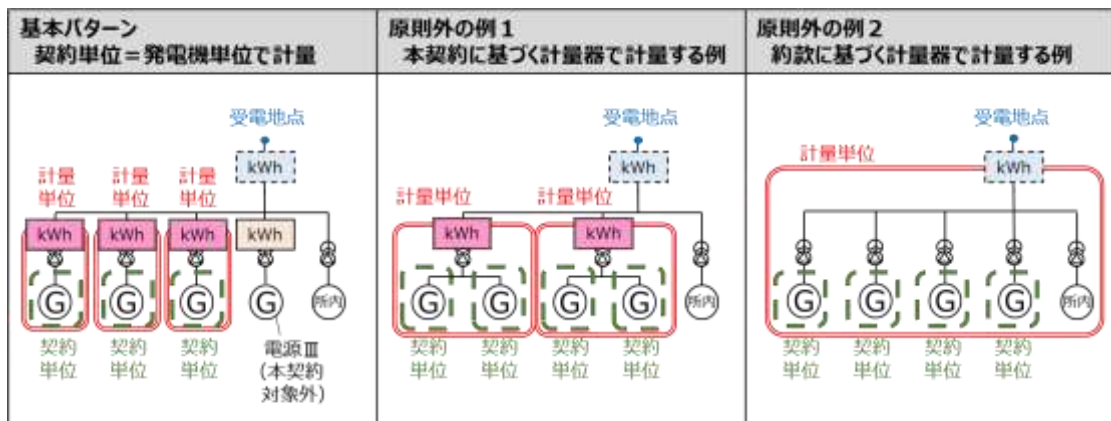 基本パターン
契約単位＝発電機単位で計量
受電地点
kWh
計量
単位
計量
単位
計量
単位
kWh
kWh
kWh
kWh
G
G
G
G
所内
契約
単位
契約
単位
契約
単位
電源Ⅲ
（本契約
対象外）
原則外の例１
本契約に基づく計量器で計量する例
受電地点
kWh
計量単位
計量単位
kWh
kWh
G
G
G
G
所内
契約
単位
契約
単位
契約
単位
契約
単位
原則外の例２
約款に基づく計量器で計量する例
受電地点
計量単位
kWh
G
G
G
G
所内
契約
単位
契約
単位
契約
単位
契約
単位